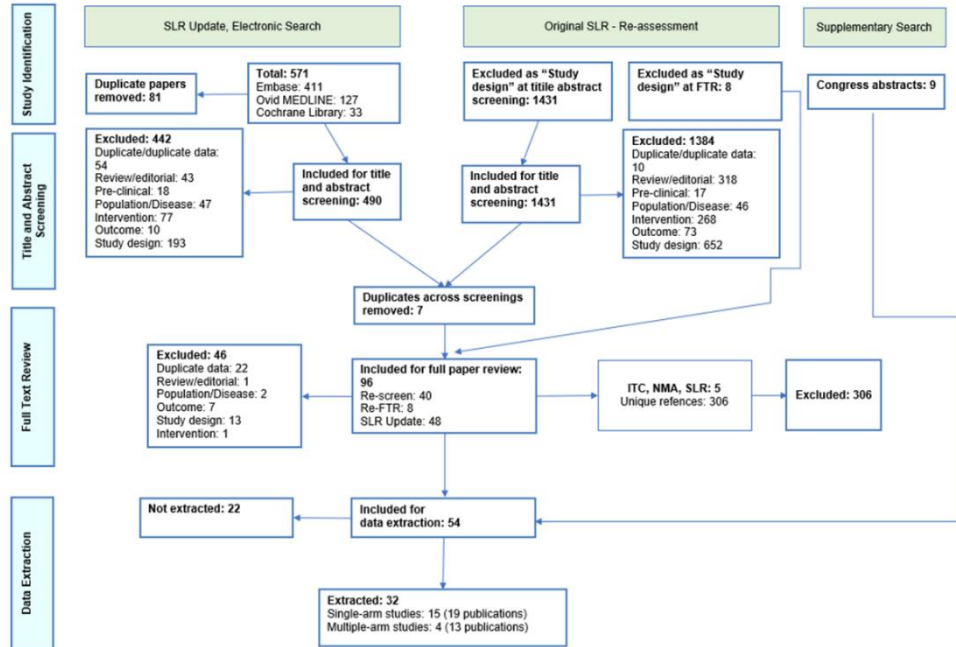 SLR Update, Electronic Search
Original SLR - Re-assessment
Supplementary Search
Study Identification
Duplicate papers
removed: 81
Total: 571
Embase: 411
Ovid MEDLINE: 127
Cochrane Library: 33
Excluded as “Study
design” at titile abstract
screening: 1431
Excluded as “Study
design” at FTR: 8
Congress abstracts: 9
Title and Abstract
Screening
Excluded: 442
Duplicate/duplicate data:
54
Review/editorial: 43
Pre-clinical: 18
Population/Disease: 47
Intervention: 77
Outcome: 10
Study design: 193
Included for title
and abstract
screening: 490
Included for title
and abstract
screening: 1431
Excluded: 1384
Duplicate/duplicate data:
10
Review/editorial: 318
Pre-clinical: 17
Population/Disease: 46
Intervention: 268
Outcome: 73
Study design: 652
Duplicates across screenings
removed: 7
Full Text Review
Excluded: 46
Duplicate data: 22
Review/editorial: 1
Population/Disease: 2
Outcome: 7
Study design: 13
Intervention: 1
Included for full paper review:
96
Re-screen: 40
Re-FTR: 8
SLR Update: 48
ITC, NMA, SLR: 5
Unique refences: 306
Excluded: 306
Data Extraction
Not extracted: 22
Included for
data extraction: 54
Extracted: 32
Single-arm studies: 15 (19 publications)
Multiple-arm studies: 4 (13 publications)